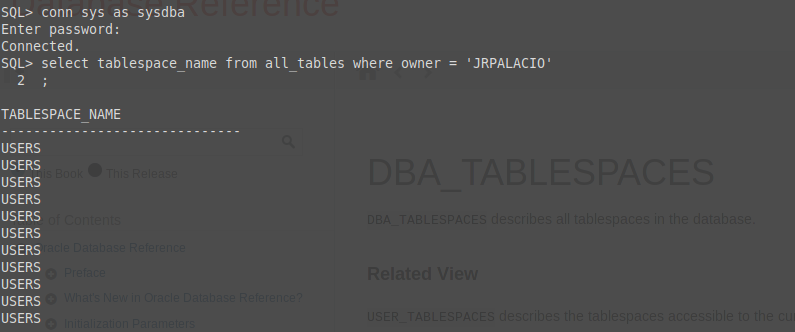 Database Reference
SQL> conn sys as sysdba
Enter password:
Connected.
SQL> select tablespace_name from all_tables where owner = 'JRPALACIO'
  2  ;
TABLESPACE_NAME
------------------------------
USERS
USERS
USERS
USERS
USERS
USERS
USERS
USERS
USERS
USERS
USERS
Book
This Release
of Contents
Oracle Database Reference
Preface
What's New in Oracle Database Reference?
Initialization Parameters
DBA_TABLESPACES
DBA_TABLESPACES describes all tablespaces in the database.
Related View
USER_TABLESPACES describes the tablespaces accessible to the